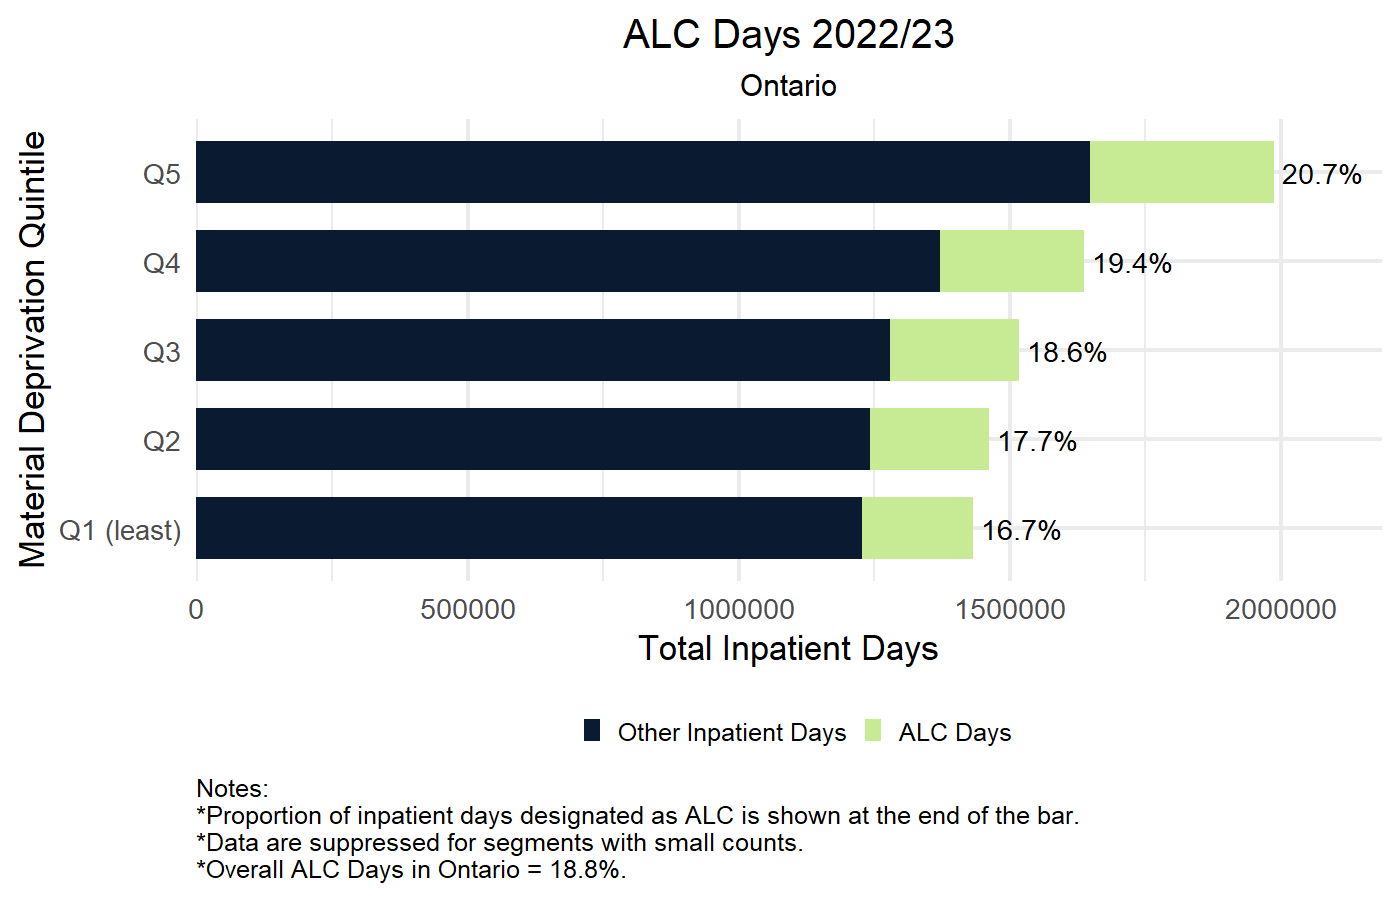 ALC Days 2022/23
Ontario
Material Deprivation Quintile
Q5
20.7%
Q4
19.4%
Q3
18.6%
Q2
17.7%
Q1 (least)
16.7%
0 500000 1000000 1500000 2000000
Total Inpatient Days
Other Inpatient Days ALC Days
Notes:
*Proportion of inpatient days designated as ALC is shown at the end of the bar.
*Data are suppressed for segments with small counts.
*Overall ALC Days in Ontario = 18.8%.